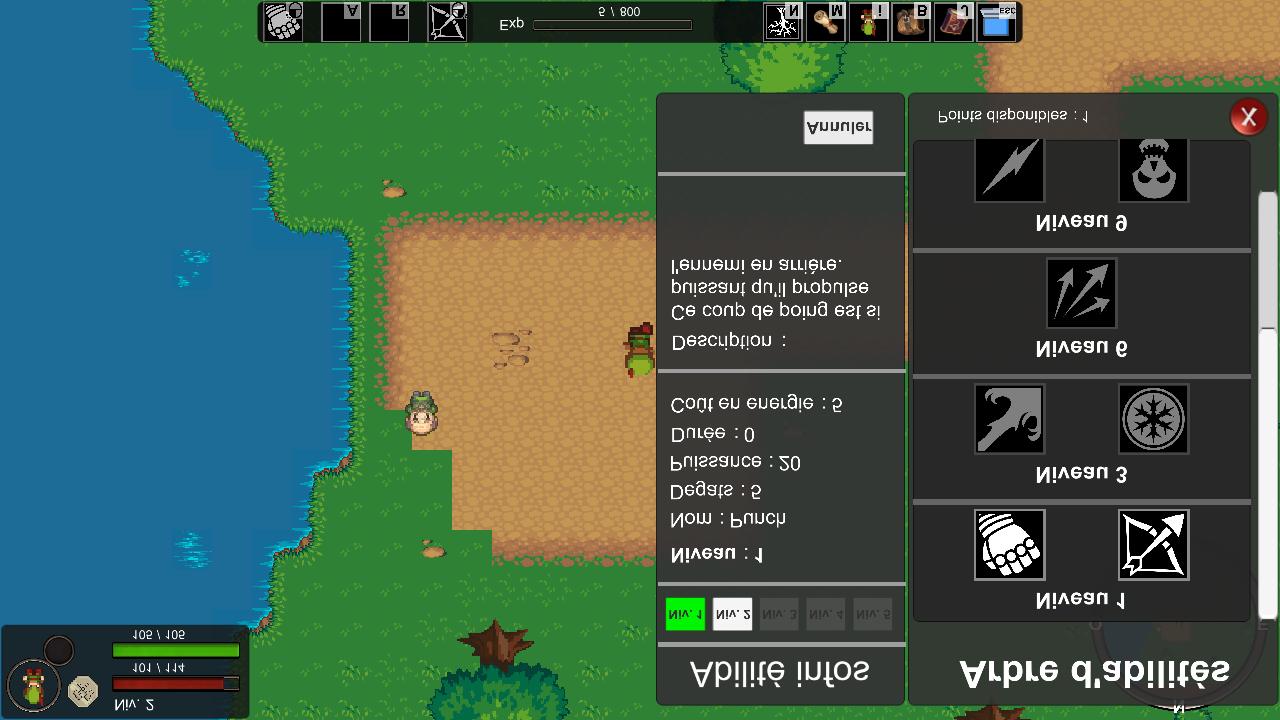 Niv. 2
101 / 114
105 / 105
Abilité infos
Niv. 1
Niv. 2
Niv. 3
Niv. 4
Niv. 5
Niveau : 1
Nom : Punch
Degats : 5
Puissance : 20
Durée : 0
Coût en energie : 5
Description :
Ce coup de poing est si
puissant qu'il propulse
l'ennemi en arrière.
Annuler
Arbre d'abilités
Niveau 1
Niveau 3
Niveau 6
Niveau 9
Points disponibles : 1
X
N
A
R
Exp
5 / 800
N
M
I
B
J
esc